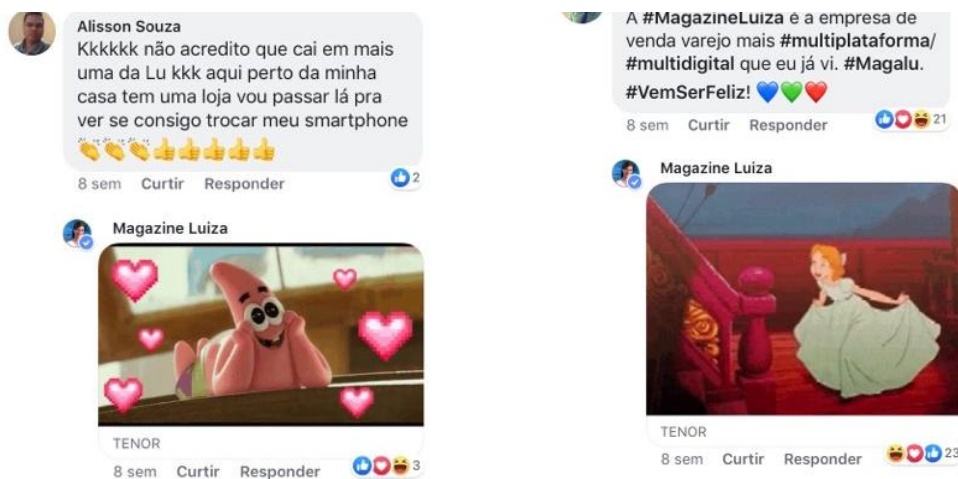 Alisson Souza
Kkkkkk não acredito que cai em mais
uma da Lu kkk aqui perto da minha
casa tem uma loja vou passar lá pra
ver se consigo trocar meu smartphone
👏👏👏👍👍👍👍👍
8 sem Curtir Responder 2
Magazine Luiza
TENOR
8 sem Curtir Responder 3
A #MagazineLuiza é a empresa de
venda varejo mais #multiplataforma/
#multidigital que eu já vi. #Magalu.
#VemSerFeliz! 💙💚❤️
8 sem Curtir Responder 21
Magazine Luiza
TENOR
8 sem Curtir Responder 23